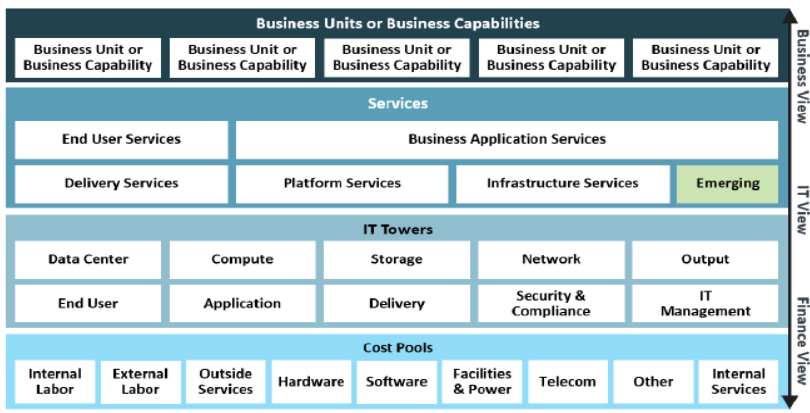 Business Units or Business Capabilities
Business Unit or
Business Capability
Business Unit or
Business Capability
Business Unit or
Business Capability
Business Unit or
Business Capability
Business Unit or
Business Capability
Services
End User Services
Business Application Services
Delivery Services
Platform Services
Infrastructure Services
Emerging
IT Towers
Data Center
Compute
Storage
Network
Output
End User
Application
Delivery
Security &
Compliance
IT
Management
Cost Pools
Internal
Labor
External
Labor
Outside
Services
Hardware
Software
Facilities
& Power
Telecom
Other
Internal
Services
Business View
IT View
Finance View